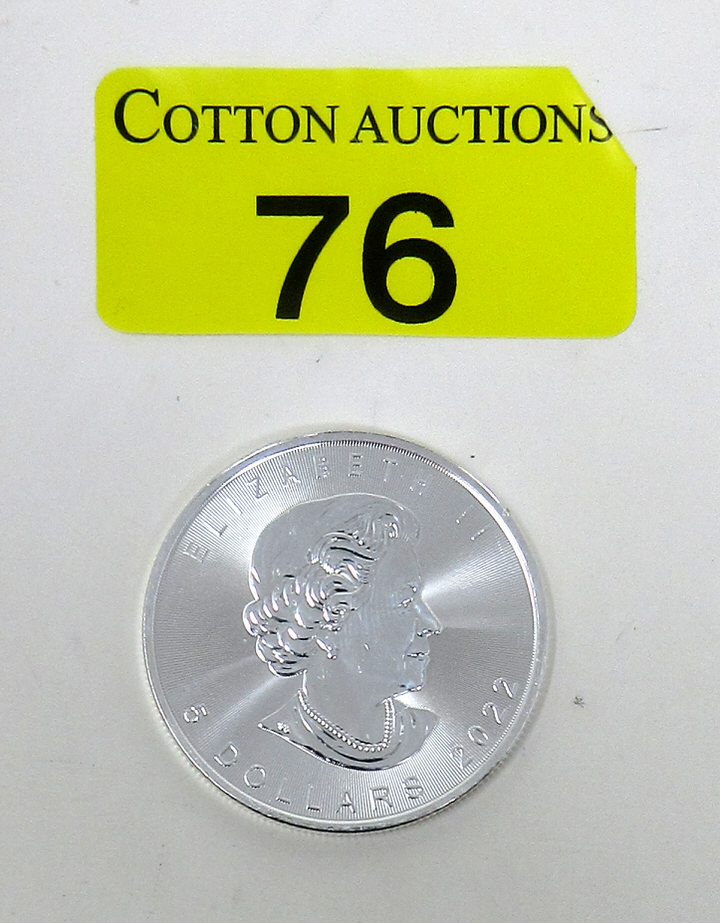 COTTON AUCTIONS
76
ELIZABETH II
5 DOLLARS 2022